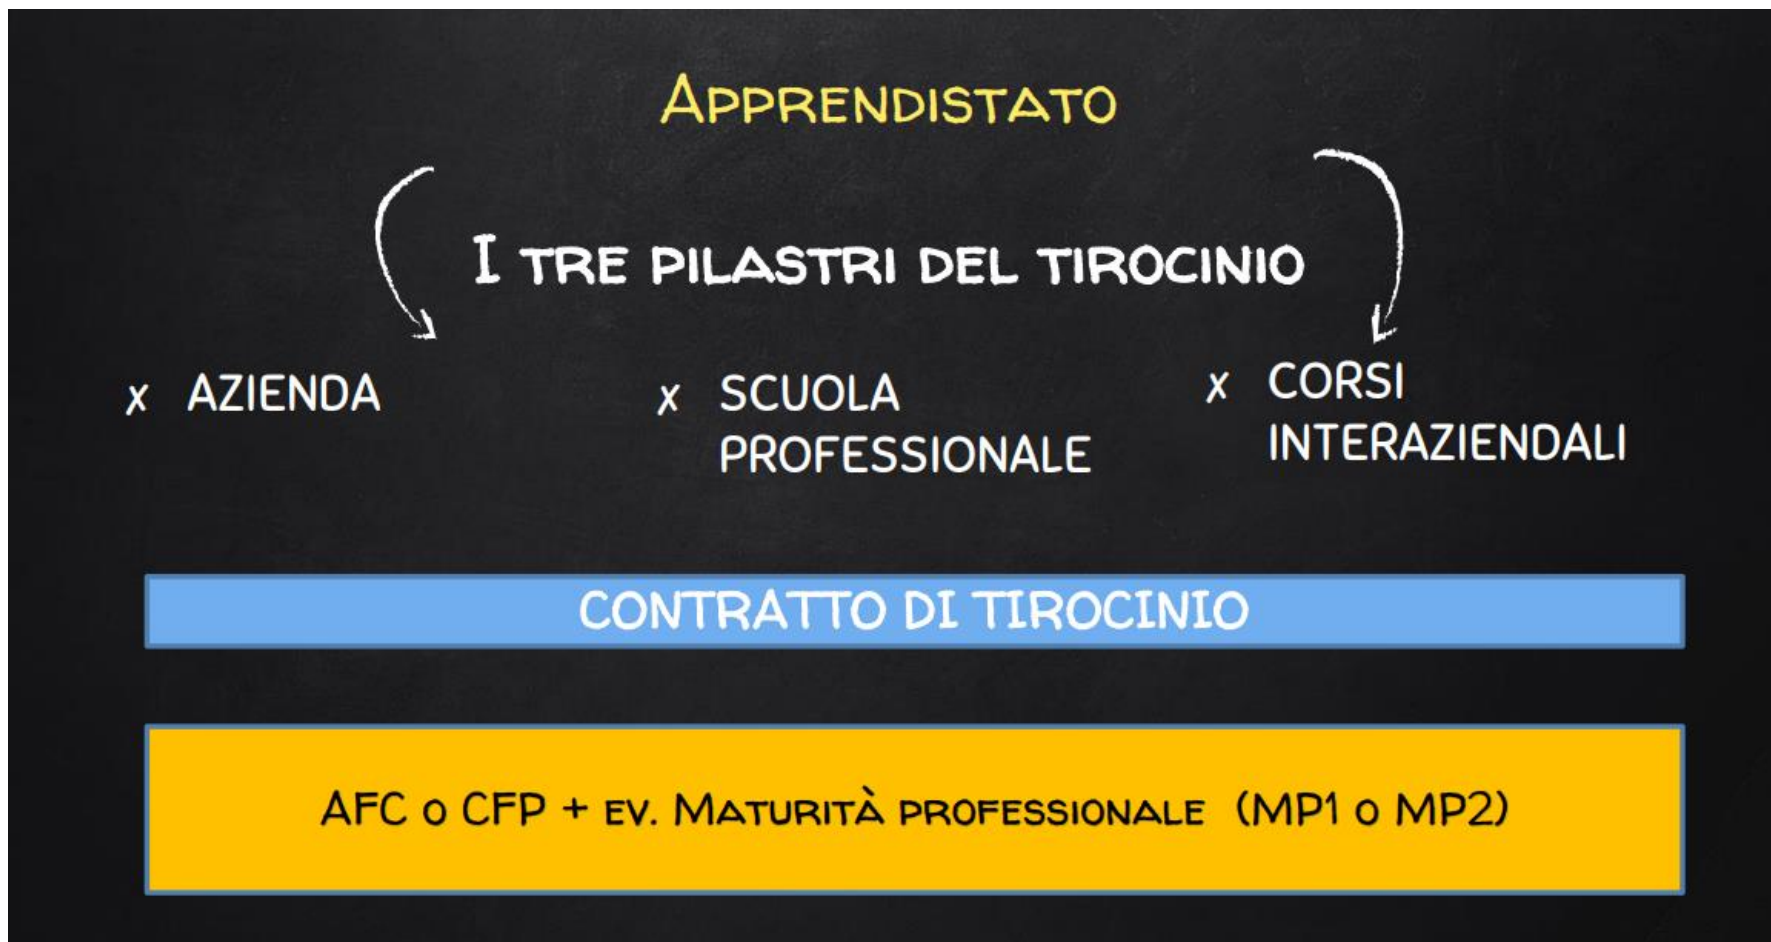 Apprendistato
I tre pilastri del tirocinio
x AZIENDA
x SCUOLA
PROFESSIONALE
x CORSI
INTERAZIENDALI
CONTRATTO DI TIROCINIO
AFC o CFP + ev. Maturità professionale (MP1 o MP2)